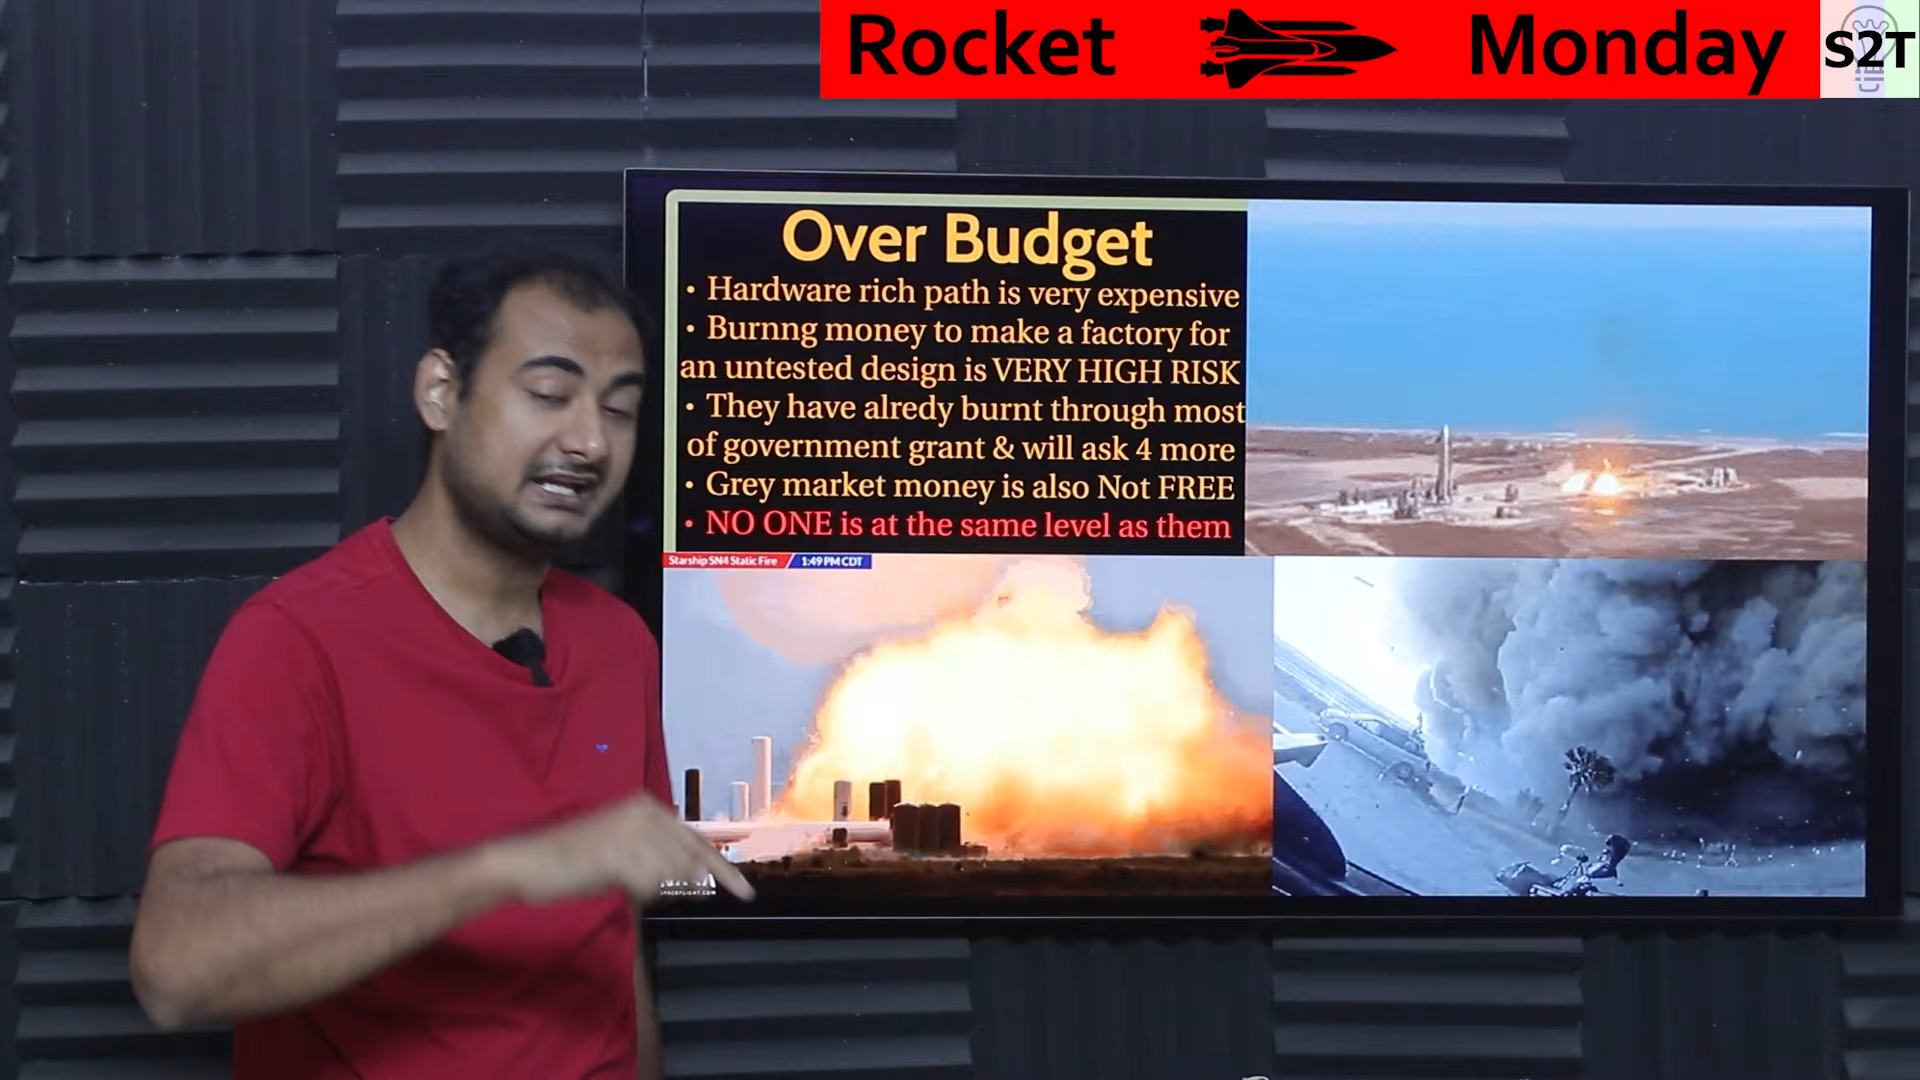 Rocket Monday
S2T
Over Budget
• Hardware rich path is very expensive
• Burnng money to make a factory for
an untested design is VERY HIGH RISK
• They have alredy burnt through most
of government grant & will ask 4 more
• Grey market money is also Not FREE
• NO ONE is at the same level as them
Starship SN4 Static Fire 1:49 PM CDT